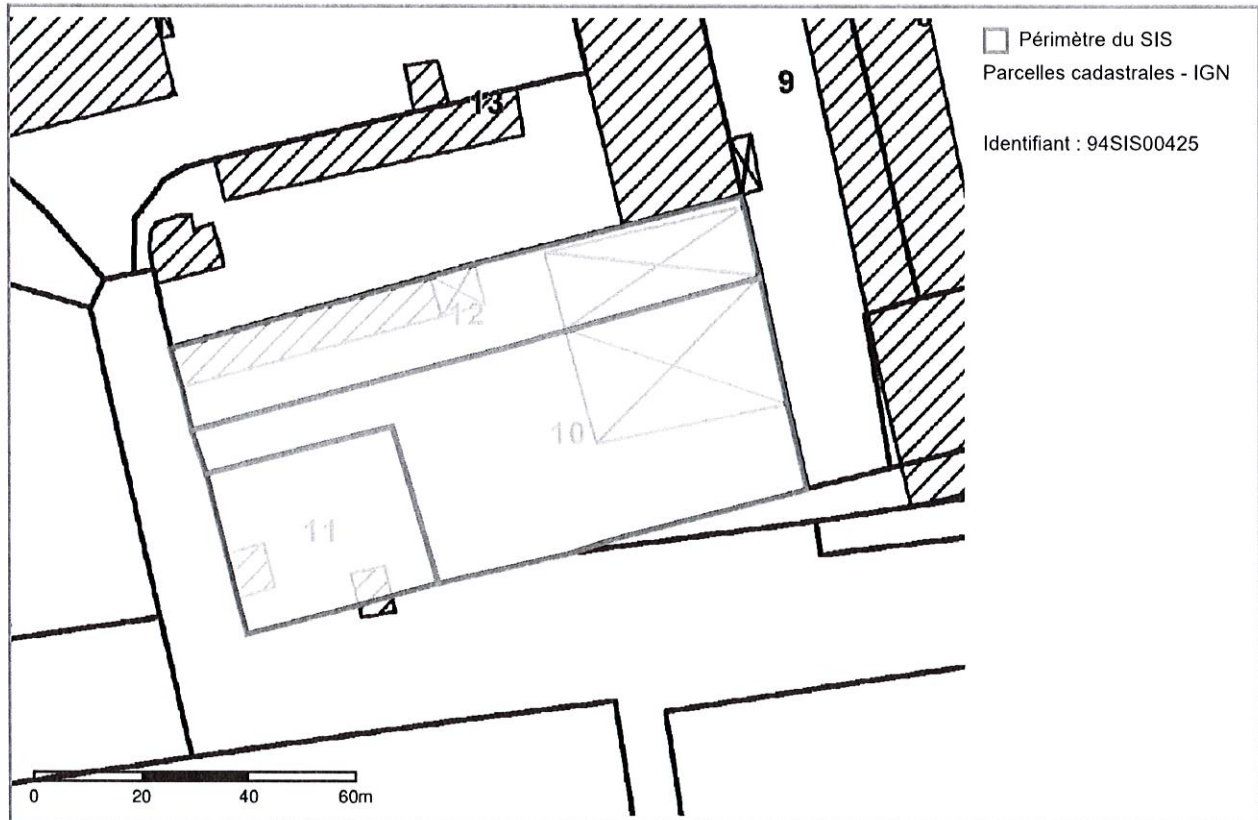 Périmètre du SIS
Parcelles cadastrales - IGN
Identifiant : 94SIS00425
9
13
12
10
11
0 20 40 60m